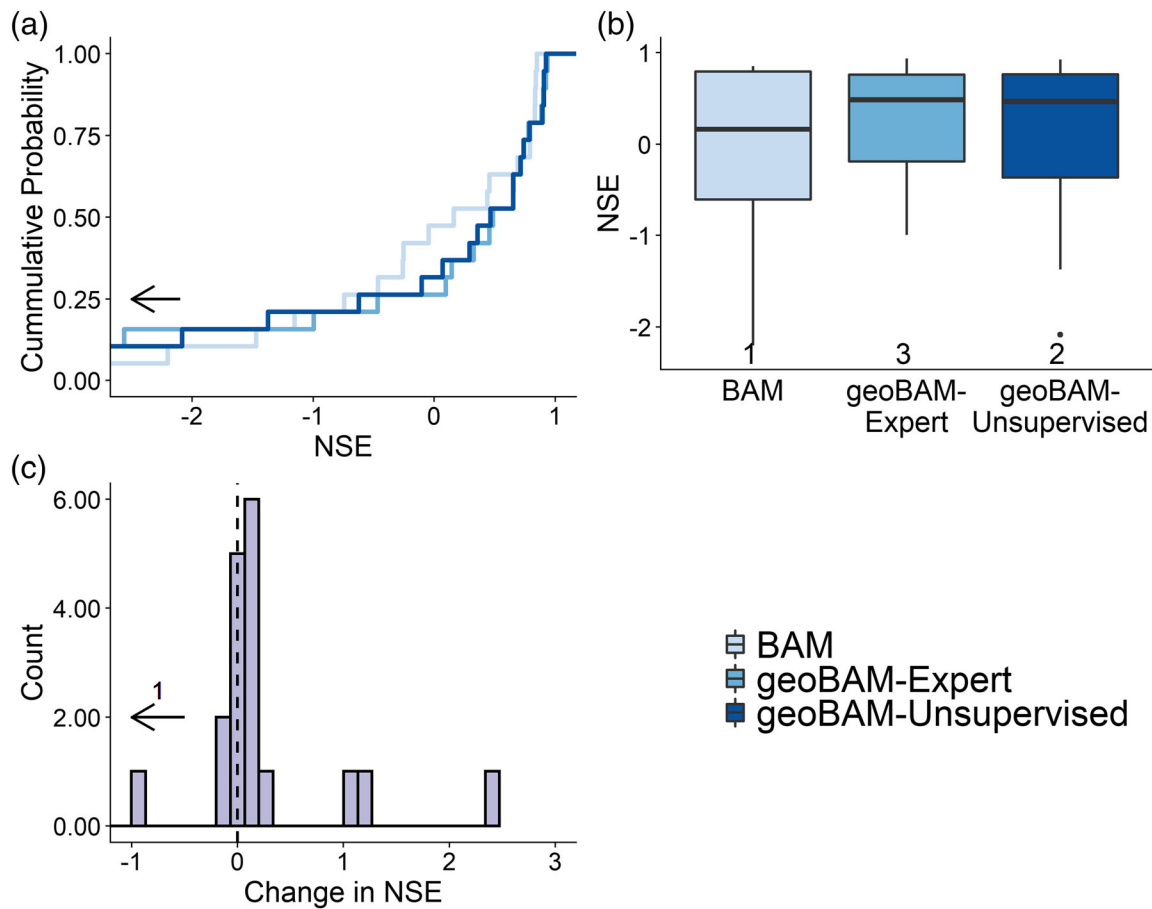 (a)
Cummulative Probability
1.00
0.75
0.50
0.25
0.00
-2 -1 0 1
NSE
(b)
NSE
1
0
-1
-2
1 3 2
BAM geoBAM- geoBAM-
Expert Unsupervised
(c)
Count
6.00
4.00
2.00
0.00
1
-1 0 1 2 3
Change in NSE
BAM
geoBAM-Expert
geoBAM-Unsupervised